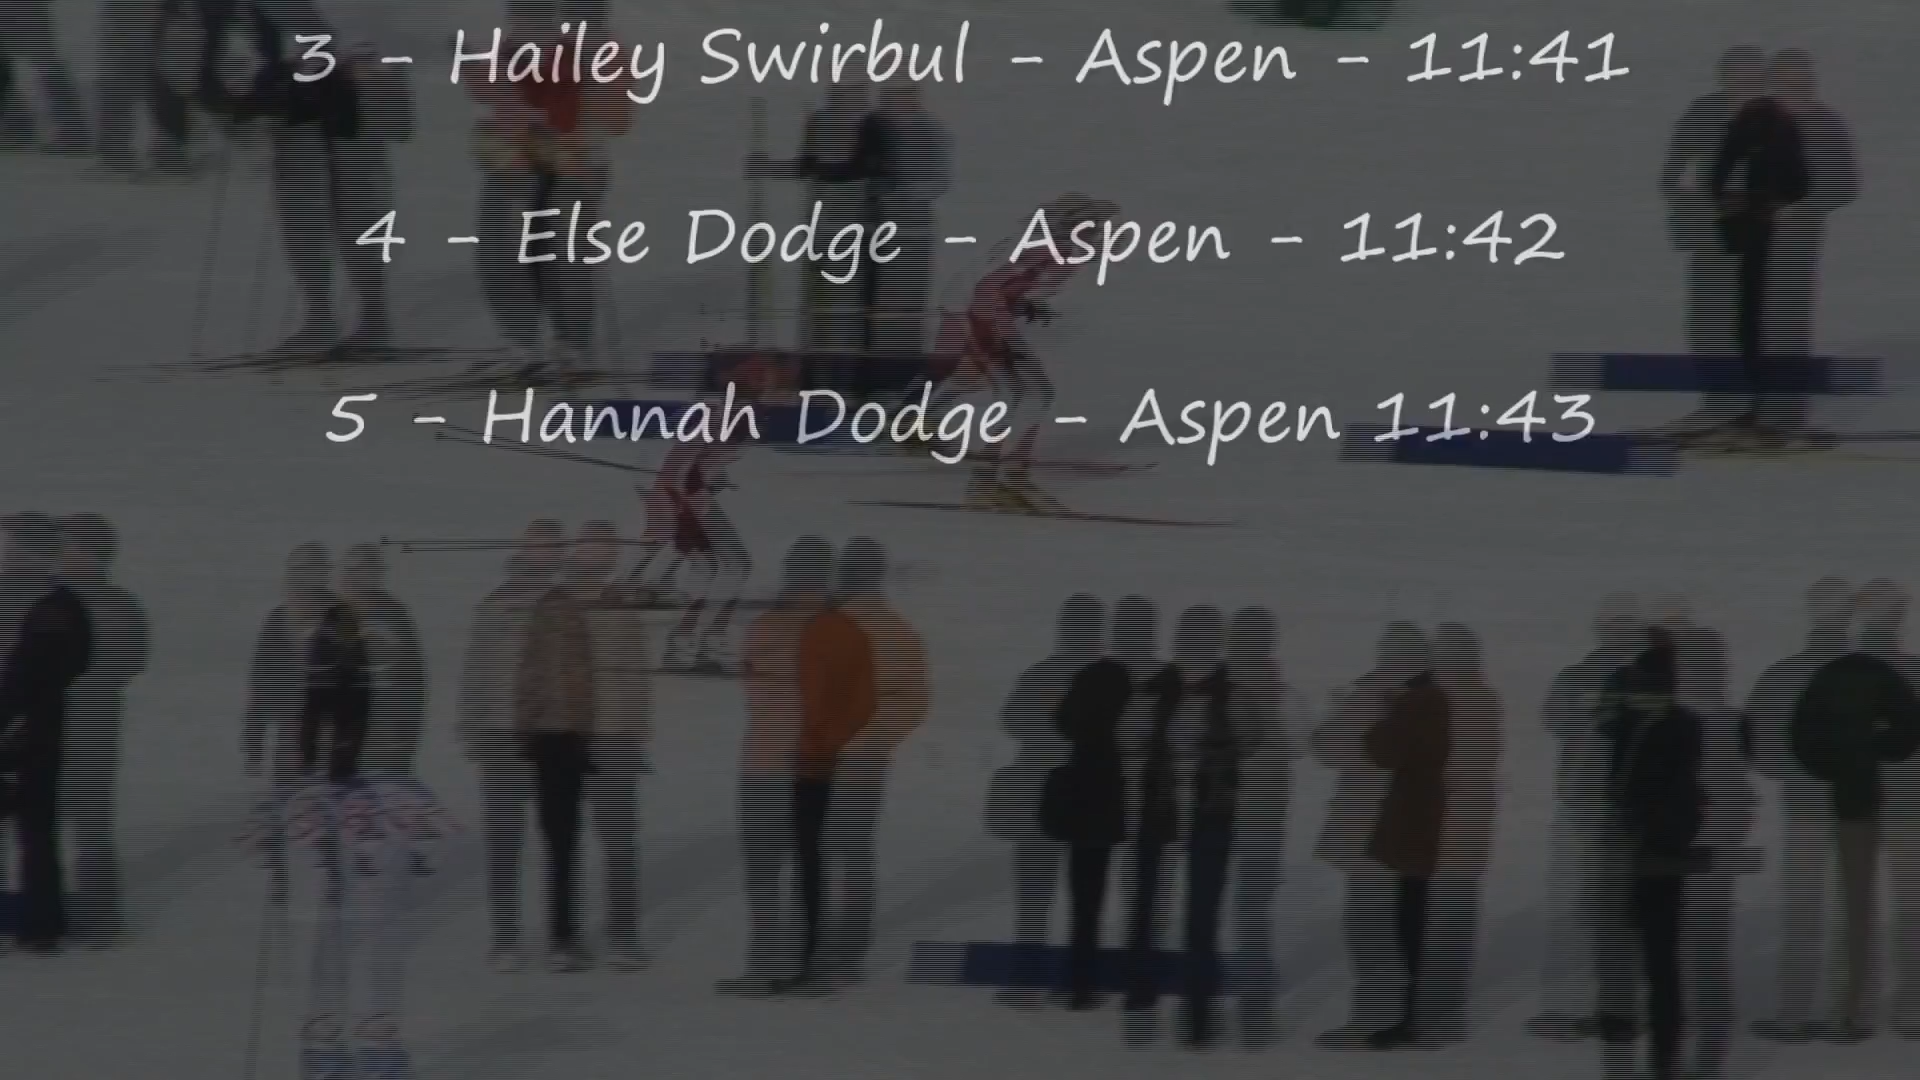 3 - Hailey Swirbul - Aspen - 11:41
4 - Else Dodge - Aspen - 11:42
5 - Hannah Dodge - Aspen 11:43